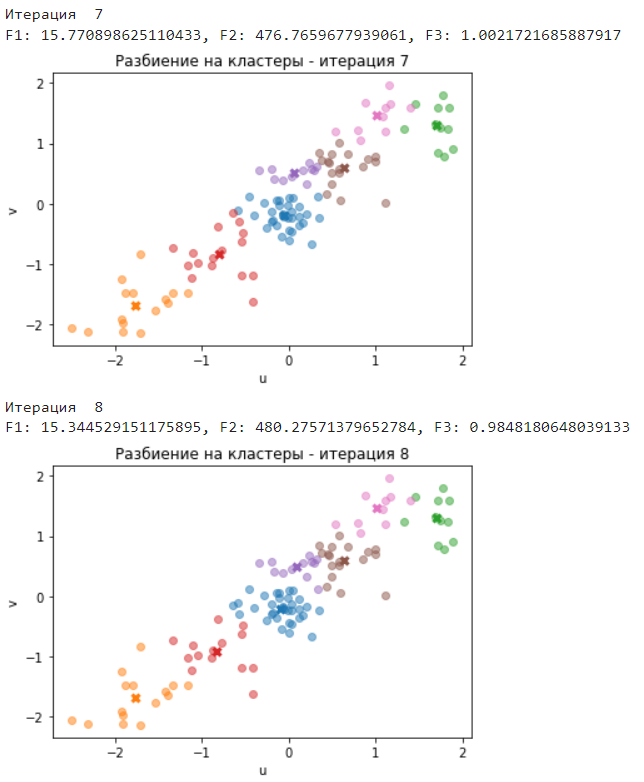 Итерация  7
F1: 15.770898625110433, F2: 476.7659677939061, F3: 1.0021721685887917
Разбиение на кластеры - итерация 7
2
1
0
−1
−2
v
−2 −1 0 1 2
u
Итерация  8
F1: 15.344529151175895, F2: 480.27571379652784, F3: 0.9848180648039133
Разбиение на кластеры - итерация 8
2
1
0
−1
−2
v
−2 −1 0 1 2
u